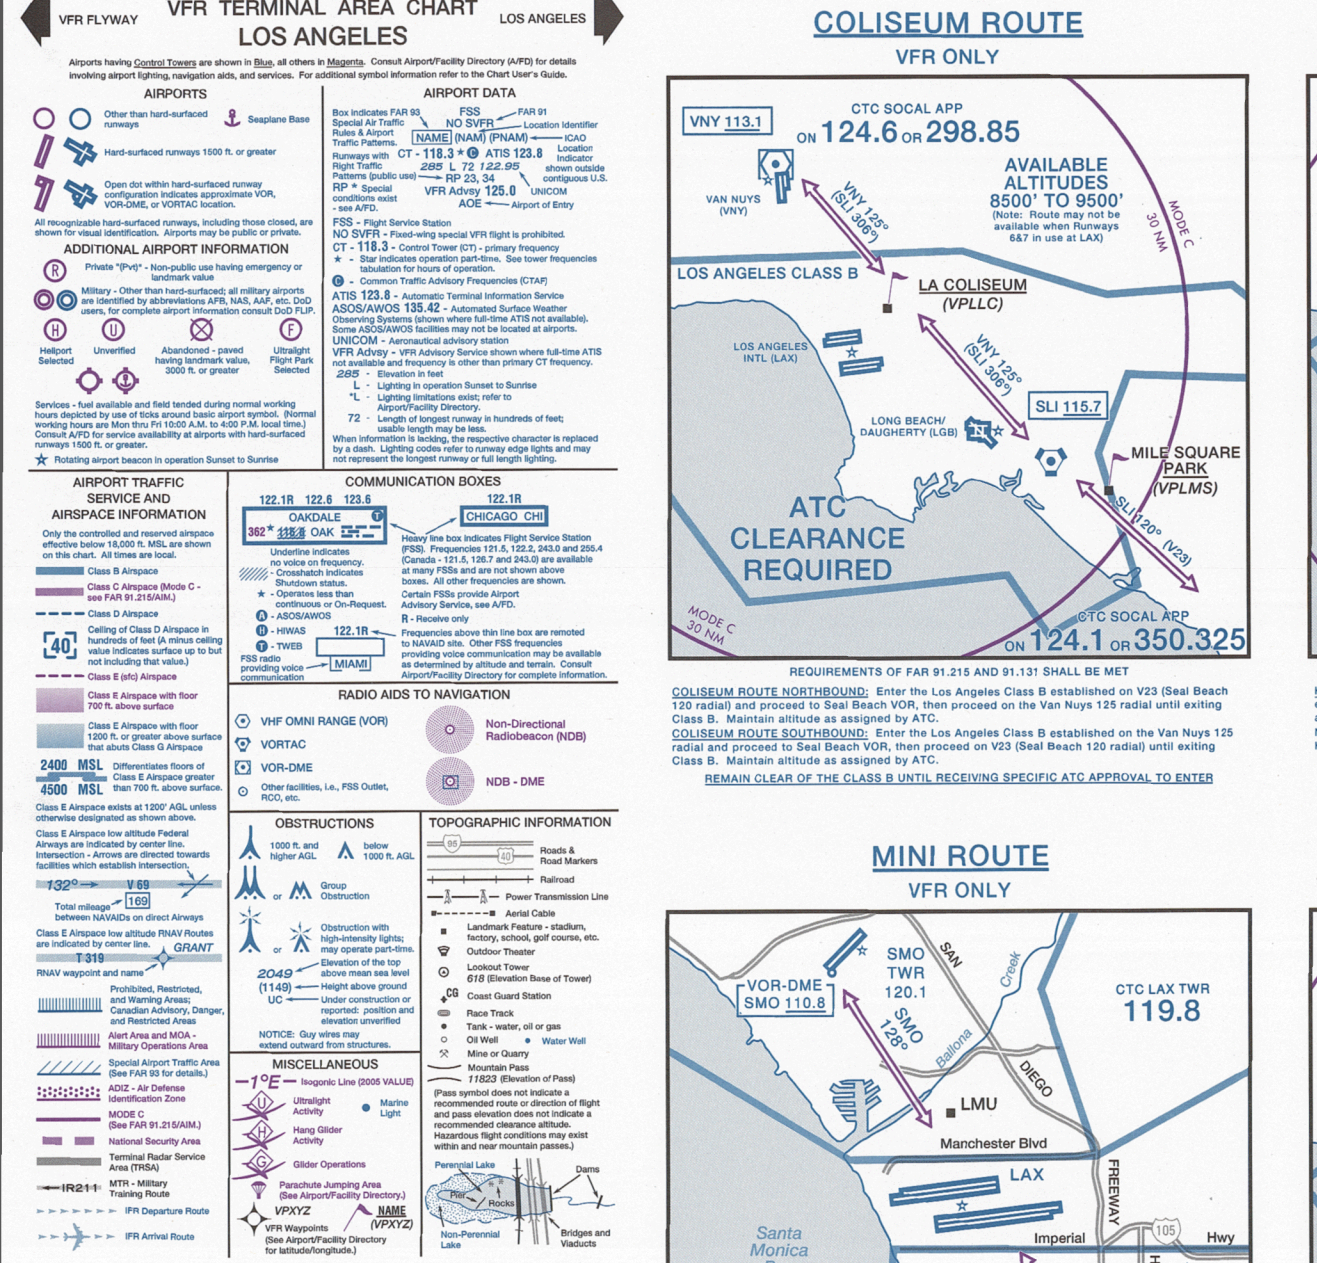 VFR FLYWAY
VFR TERMINAL AREA CHART
LOS ANGELES
LOS ANGELES
Airports having Control Towers are shown in Blue, all others in Magenta. Consult Airport/Facility Directory (A/FD) for details
involving airport lighting, navigation aids, and services. For additional symbol information refer to the Chart User's Guide.
AIRPORTS
Other than hard-surfaced
runways
Seaplane Base
Hard-surfaced runways 1500 ft. or greater
Open dot within hard-surfaced runway
configuration indicates approximate VOR,
VOR-DME, or VORTAC location.
All recognizable hard-surfaced runways, including those closed, are
shown for visual identification. Airports may be public or private.
ADDITIONAL AIRPORT INFORMATION
R
Private "(Pvt)" - Non-public use having emergency or
landmark value
Military - Other than hard-surfaced; all military airports
are identified by abbreviations AFB, NAS, AAF, etc. DoD
users, for complete airport information consult DoD FLIP.
H
U
F
Heliport
Selected
Unverified
Abandoned - paved
having landmark value,
3000 ft. or greater
Ultralight
Flight Park
Selected
Services - fuel available and field tended during normal working
hours depicted by use of ticks around basic airport symbol. (Normal
working hours are Mon thru Fri 10:00 A.M. to 4:00 P.M. local time.)
Consult A/FD for service availability at airports with hard-surfaced
runways 1500 ft. or greater.
Rotating airport beacon in operation Sunset to Sunrise
AIRPORT DATA
Box indicates FAR 93
Special Air Traffic
Rules & Airport
Traffic Patterns.
FSS
NO SVFR
FAR 91
Location Identifier
NAME (NAM) (PNAM)
ICAO
Location
Indicator
shown outside
contiguous U.S.
CT - 118.3 * C ATIS 123.8
285 L 72 122.95
RP 23, 34
VFR Advsy 125.0
UNICOM
AOE
Airport of Entry
Runways with
Right Traffic
Patterns (public use)
RP * Special
conditions exist
- see A/FD.
FSS - Flight Service Station
NO SVFR - Fixed-wing special VFR flight is prohibited.
CT - 118.3 - Control Tower (CT) - primary frequency
* - Star indicates operation part-time. See tower frequencies
tabulation for hours of operation.
C - Common Traffic Advisory Frequencies (CTAF)
ATIS 123.8 - Automatic Terminal Information Service
ASOS/AWOS 135.42 - Automated Surface Weather
Observing Systems (shown where full-time ATIS not available).
Some ASOS/AWOS facilities may not be located at airports.
UNICOM - Aeronautical advisory station
VFR Advsy - VFR Advisory Service shown where full-time ATIS
not available and frequency is other than primary CT frequency.
285 - Elevation in feet
L - Lighting in operation Sunset to Sunrise
*L - Lighting limitations exist; refer to
Airport/Facility Directory.
72 - Length of longest runway in hundreds of feet;
usable length may be less.
When information is lacking, the respective character is replaced
by a dash. Lighting codes refer to runway edge lights and may
not represent the longest runway or full length lighting.
AIRPORT TRAFFIC
SERVICE AND
AIRSPACE INFORMATION
Only the controlled and reserved airspace
effective below 18,000 ft. MSL are shown
on this chart. All times are local.
Class B Airspace
Class C Airspace (Mode C -
see FAR 91.215/AIM.)
Class D Airspace
40
Ceiling of Class D Airspace in
hundreds of feet (A minus ceiling
value indicates surface up to but
not including that value.)
Class E (sfc) Airspace
Class E Airspace with floor
700 ft. above surface
Class E Airspace with floor
1200 ft. or greater above surface
that abuts Class G Airspace
2400 MSL
4500 MSL
Differentiates floors of
Class E Airspace greater
than 700 ft. above surface.
Class E Airspace exists at 1200' AGL unless
otherwise designated as shown above.
Class E Airspace low altitude Federal
Airways are indicated by center line.
Intersection - Arrows are directed towards
facilities which establish intersection.
132° V 69
169
Total mileage
between NAVAIDs on direct Airways
Class E Airspace low altitude RNAV Routes
are indicated by center line.
GRANT
T 319
RNAV waypoint and name
Prohibited, Restricted,
and Warning Areas;
Canadian Advisory, Danger,
and Restricted Areas
Alert Area and MOA -
Military Operations Area
Special Airport Traffic Area
(See FAR 93 for details.)
ADIZ - Air Defense
Identification Zone
MODE C
(See FAR 91.215/AIM.)
National Security Area
Terminal Radar Service
Area (TRSA)
IR211
MTR - Military
Training Route
IFR Departure Route
IFR Arrival Route
COMMUNICATION BOXES
122.1R 122.6 123.6
OAKDALE T
362 * 116.8 OAK
122.1R
CHICAGO CHI
Underline indicates
no voice on frequency.
- Crosshatch indicates
Shutdown status.
* - Operates less than
continuous or On-Request.
A - ASOS/AWOS
H - HIWAS
T - TWEB
122.1R
FSS radio
providing voice
communication
MIAMI
Heavy line box indicates Flight Service Station
(FSS). Frequencies 121.5, 122.2, 243.0 and 255.4
(Canada - 121.5, 126.7 and 243.0) are available
at many FSSs and are not shown above
boxes. All other frequencies are shown.
Certain FSSs provide Airport
Advisory Service, see A/FD.
R - Receive only
Frequencies above thin line box are remoted
to NAVAID site. Other FSS frequencies
providing voice communication may be available
as determined by altitude and terrain. Consult
Airport/Facility Directory for complete information.
RADIO AIDS TO NAVIGATION
VHF OMNI RANGE (VOR)
VORTAC
VOR-DME
Other facilities, i.e., FSS Outlet,
RCO, etc.
Non-Directional
Radiobeacon (NDB)
NDB - DME
OBSTRUCTIONS
1000 ft. and
higher AGL
below
1000 ft. AGL
or
Group
Obstruction
or
Obstruction with
high-intensity lights;
may operate part-time.
2049
Elevation of the top
above mean sea level
(1149)
Height above ground
UC
Under construction or
reported: position and
elevation unverified
NOTICE: Guy wires may
extend outward from structures.
MISCELLANEOUS
1°E
Isogonic Line (2005 VALUE)
U
Ultralight
Activity
Marine
Light
H
Hang Glider
Activity
G
Glider Operations
Parachute Jumping Area
(See Airport/Facility Directory.)
VPXYZ
NAME
(VPXYZ)
VFR Waypoints
(See Airport/Facility Directory
for latitude/longitude.)
TOPOGRAPHIC INFORMATION
95
40
Roads &
Road Markers
Railroad
Power Transmission Line
Aerial Cable
Landmark Feature - stadium,
factory, school, golf course, etc.
Outdoor Theater
Lookout Tower
618 (Elevation Base of Tower)
CG
Coast Guard Station
Race Track
Tank - water, oil or gas
Oil Well
Water Well
Mine or Quarry
Mountain Pass
11823 (Elevation of Pass)
(Pass symbol does not indicate a
recommended route or direction of flight
and pass elevation does not indicate a
recommended clearance altitude.
Hazardous flight conditions may exist
within and near mountain passes.)
Perennial Lake
Dams
Pier
Rocks
Non-Perennial
Lake
Bridges and
Viaducts
COLISEUM ROUTE
VFR ONLY
VNY 113.1
CTC SOCAL APP
ON 124.6 OR 298.85
AVAILABLE
ALTITUDES
8500' TO 9500'
(Note: Route may not be
available when Runways
6&7 in use at LAX)
MODE C
30 NM
VAN NUYS
(VNY)
VNY 125°
(SLI 306°)
LOS ANGELES CLASS B
LA COLISEUM
(VPLLC)
LOS ANGELES
INTL (LAX)
VNY 125°
(SLI 306°)
SLI 115.7
LONG BEACH/
DAUGHERTY (LGB)
N
MILE SQUARE
PARK
(VPLMS)
ATC
CLEARANCE
REQUIRED
SLI 120° (V23)
MODE C
30 NM
CTC SOCAL APP
ON 124.1 OR 350.325
REQUIREMENTS OF FAR 91.215 AND 91.131 SHALL BE MET
COLISEUM ROUTE NORTHBOUND: Enter the Los Angeles Class B established on V23 (Seal Beach
120 radial) and proceed to Seal Beach VOR, then proceed on the Van Nuys 125 radial until exiting
Class B. Maintain altitude as assigned by ATC.
COLISEUM ROUTE SOUTHBOUND: Enter the Los Angeles Class B established on the Van Nuys 125
radial and proceed to Seal Beach VOR, then proceed on V23 (Seal Beach 120 radial) until exiting
Class B. Maintain altitude as assigned by ATC.
REMAIN CLEAR OF THE CLASS B UNTIL RECEIVING SPECIFIC ATC APPROVAL TO ENTER
MINI ROUTE
VFR ONLY
SMO
TWR
120.1
VOR-DME
SMO 110.8
SMO
128°
SAN
DIEGO
FREEWAY
Ballona
Creek
CTC LAX TWR
119.8
LMU
Manchester Blvd
LAX
105
Imperial
Hwy
Santa
Monica